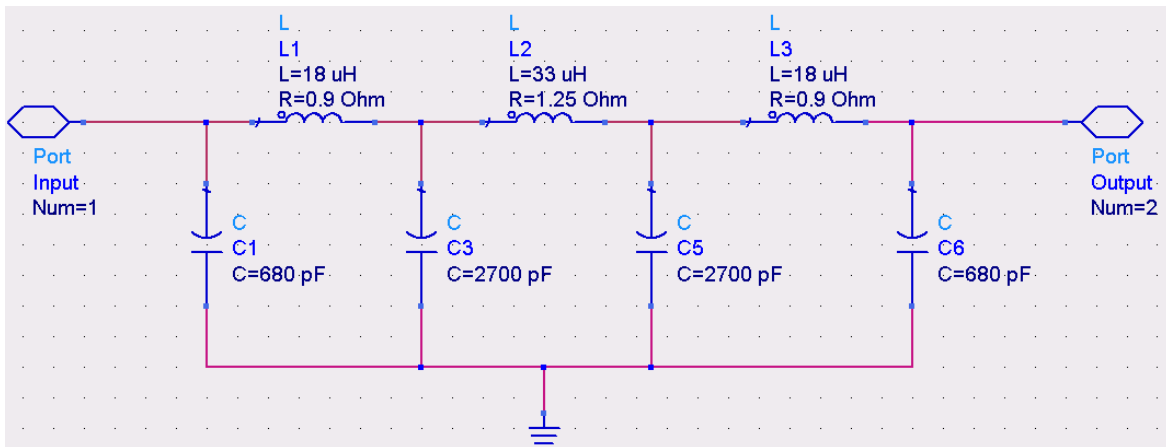 L
L1
L=18 uH
R=0.9 Ohm
L
L2
L=33 uH
R=1.25 Ohm
L
L3
L=18 uH
R=0.9 Ohm
Port
Input
Num=1
Port
Output
Num=2
C
C1
C=680 pF
C
C3
C=2700 pF
C
C5
C=2700 pF
C
C6
C=680 pF